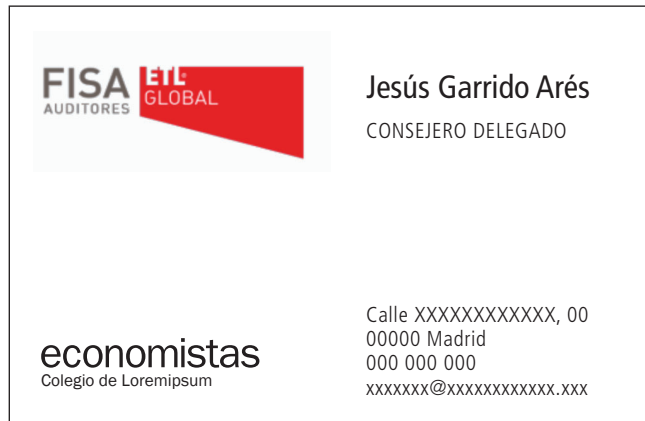 FISA
AUDITORES
ETL
GLOBAL
Jesús Garrido Arés
CONSEJERO DELEGADO
economistas
Colegio de Loremipsum
Calle XXXXXXXXXXXX, 00
00000 Madrid
000 000 000
xxxxxxx@xxxxxxxxxxxx.xxx